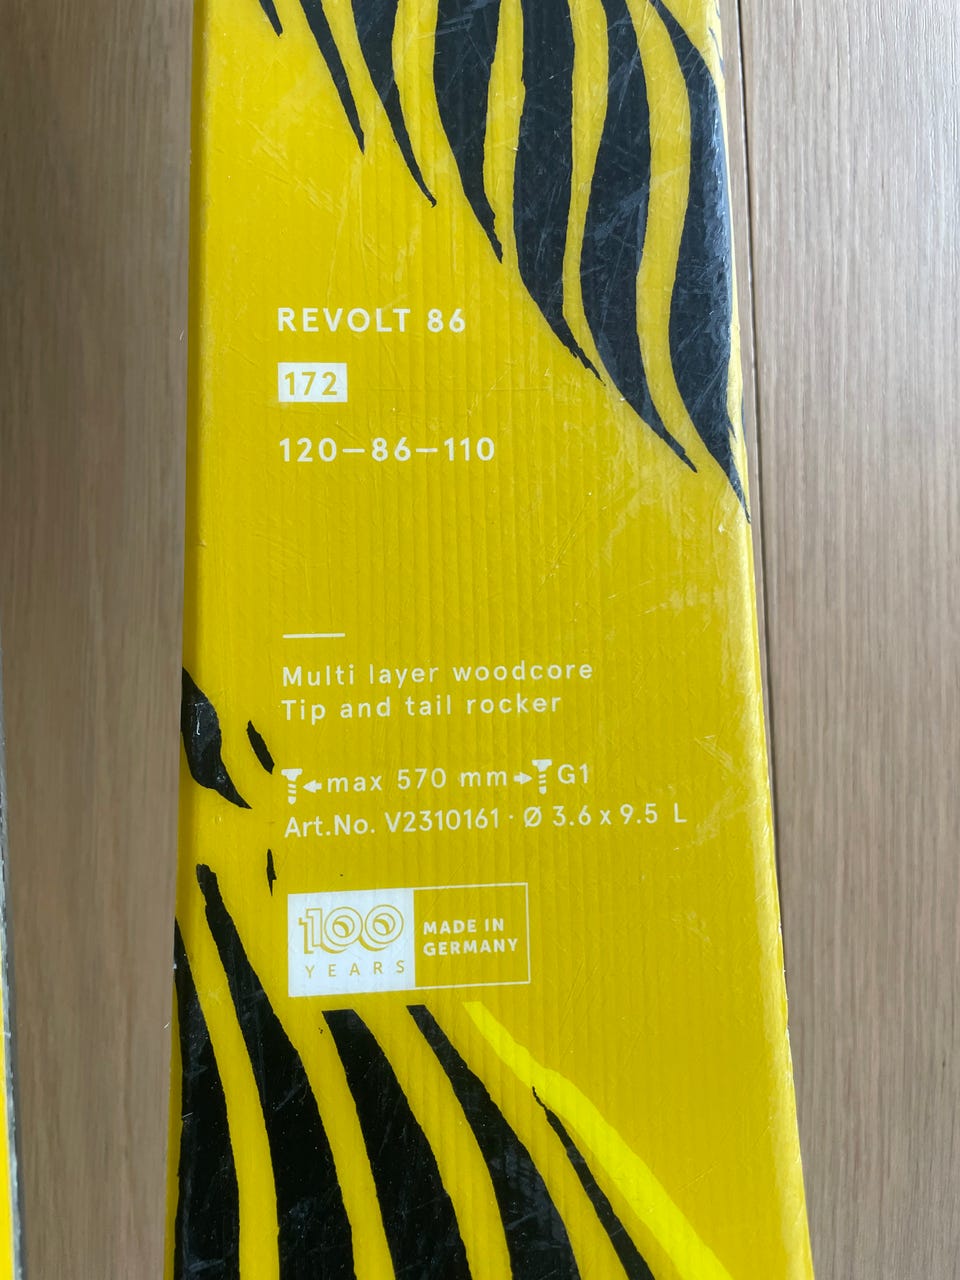 REVOLT 86
172
120–86–110
Multi layer woodcore
Tip and tail rocker
max 570 mm G1
Art.No. V2310161 · Ø 3.6 x 9.5 L
100
YEARS
MADE IN
GERMANY